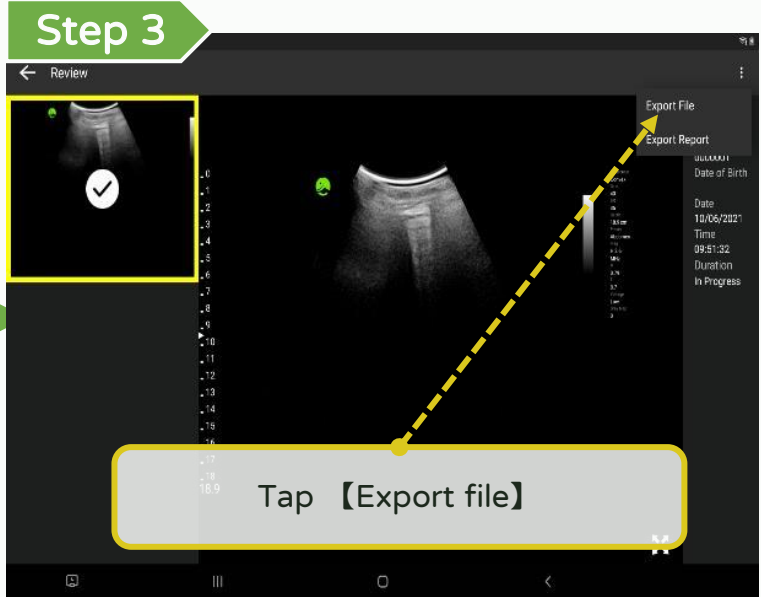 Step 3
Review
Export File
Export Report
0000001
Date of Birth
Date
10/06/2021
Time
09:51:32
Duration
In Progress
.0
.1
.2
.3
.4
.5
.6
.7
.8
.9
.10
.11
.12
.13
.14
.15
.16
.17
.18
18.9
Tap 【Export file】